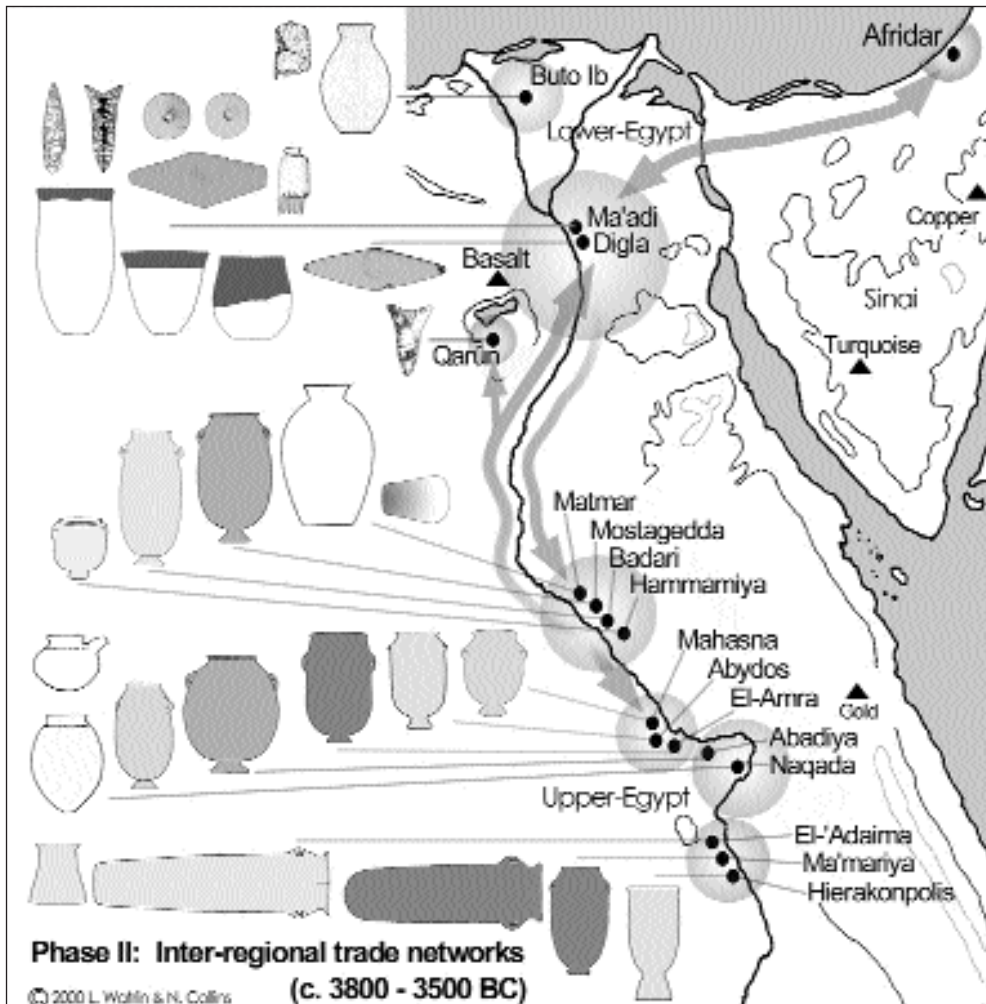 Afridar
Buto Ib
Lower-Egypt
Ma'adi
Copper
Digla
Basalt
Sinai
Qarun
Turquoise
Matmar
Mostagedda
Badari
Hammamiya
Mahasna
Abydos
El-Amra
Gold
Abadiya
Naqada
Upper-Egypt
El-'Adaima
Ma'mariya
Hierakonpolis
Phase II: Inter-regional trade networks
(c. 3800 - 3500 BC)
© 2000 L. Watrin & N. Collins